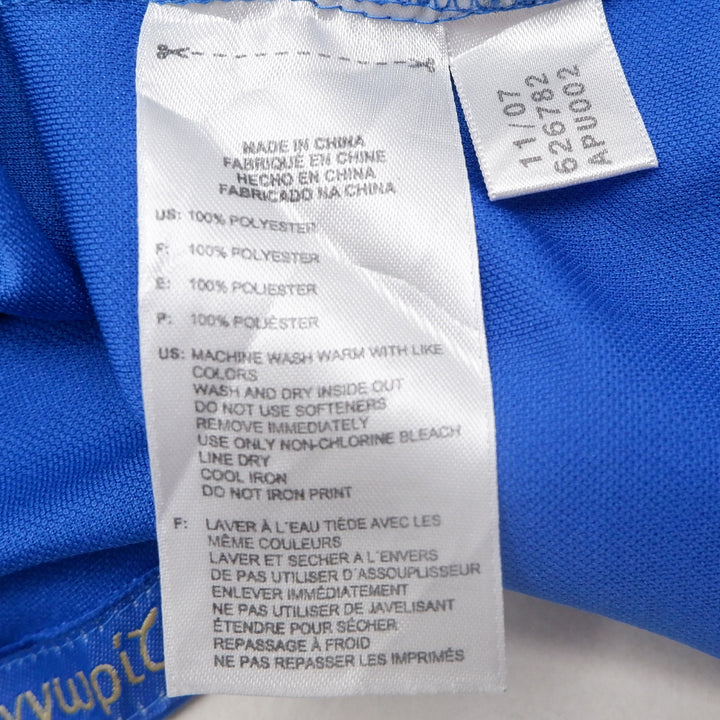 MADE IN CHINA
FABRIQUÉ EN CHINE
HECHO EN CHINA
FABRICADO NA CHINA
US: 100% POLYESTER
F: 100% POLYESTER
E: 100% POLIESTER
P: 100% POLIÉSTER
US: MACHINE WASH WARM WITH LIKE
COLORS
WASH AND DRY INSIDE OUT
DO NOT USE SOFTENERS
REMOVE IMMEDIATELY
USE ONLY NON-CHLORINE BLEACH
LINE DRY
COOL IRON
DO NOT IRON PRINT
F: LAVER À L'EAU TIÈDE AVEC LES
MÊME COULEURS
LAVER ET SECHER A L'ENVERS
DE PAS UTILISER D'ASSOUPLISSEUR
ENLEVER IMMÉDIATEMENT
NE PAS UTILISER DE JAVELISANT
ÉTENDRE POUR SÉCHER
REPASSAGE À FROID
NE PAS REPASSER LES IMPRIMÉS
11/07
626782
APU002